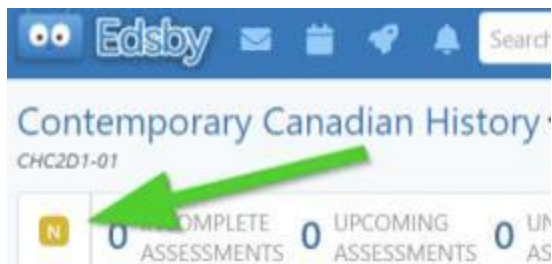 Edsby Search
Contemporary Canadian History
CHC2D1-01
N 0 INCOMPLETE 0 UPCOMING 0
ASSESSMENTS ASSESSMENTS